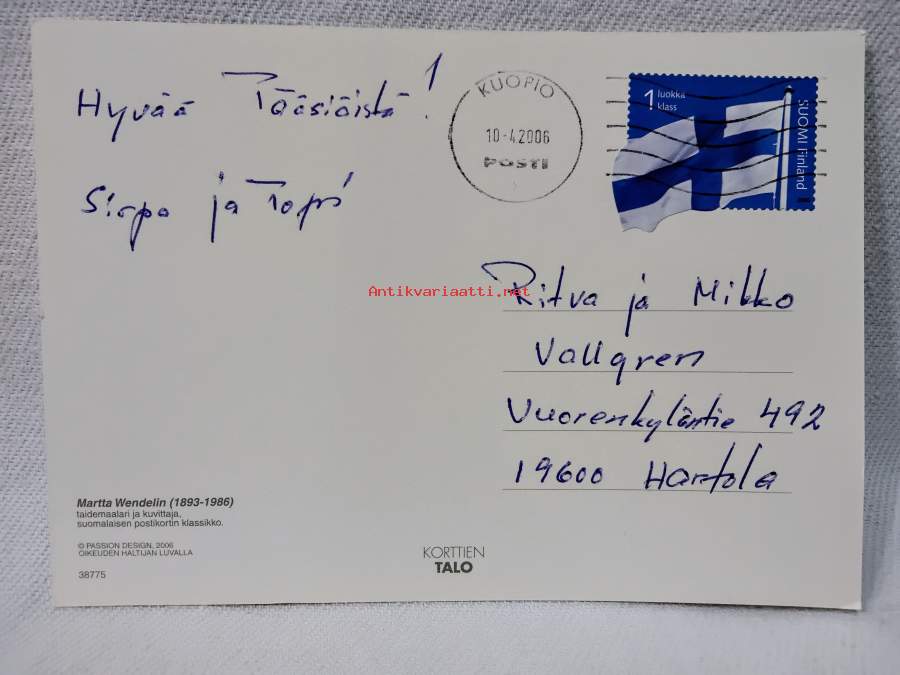 Hyvää Pääsiäistä!
Sirpa ja Topi
KUOPIO
10-4.2006
POSTI
1 luokka
klass
SUOMI Finland
Antikvariaatti.net
Ritva ja Mikko
Vallgren
Vuorenkyläntie 492
19600 Hartola
Martta Wendelin (1893-1986)
taidemaalari ja kuvittaja,
suomalaisen postikortin klassikko.
© PASSION DESIGN, 2006
OIKEUDEN HALTIJAN LUVALLA
38775
KORTTIEN
TALO